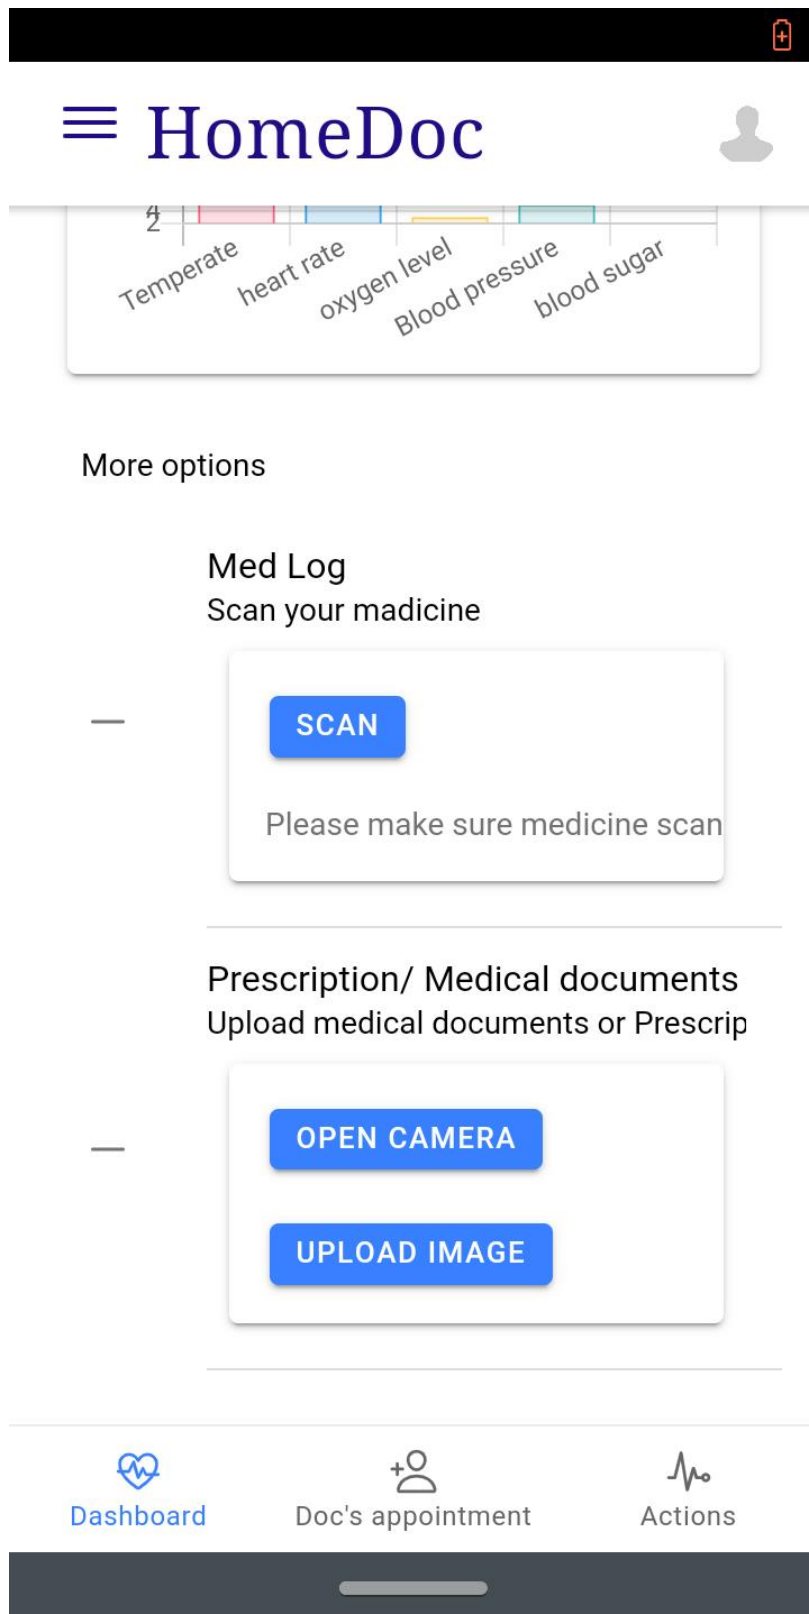 HomeDoc
4
2
Temperate
heart rate
oxygen level
Blood pressure
blood sugar
More options
Med Log
Scan your madicine
SCAN
Please make sure medicine scan
Prescription/ Medical documents
Upload medical documents or Prescrip
OPEN CAMERA
UPLOAD IMAGE
Dashboard
Doc's appointment
Actions